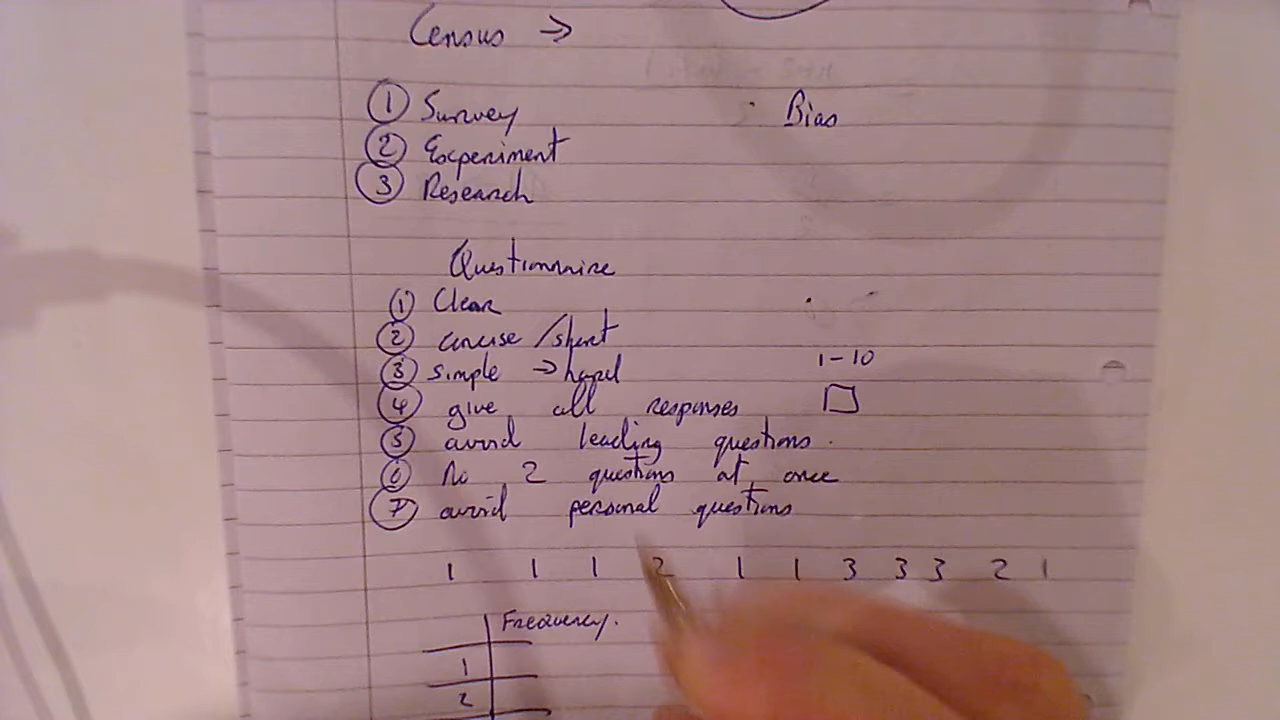 Census →
① Survey Bias
② Experiment
③ Research
Questionnaire
① Clear
② concise / short
③ simple →
1-10
④ give all responses
⑤ avoid leading questions.
⑥ No 2 questions at once
⑦ avoid personal questions
1 1 1 2 1 1 3 3 3 2 1
Frequency.
1
2